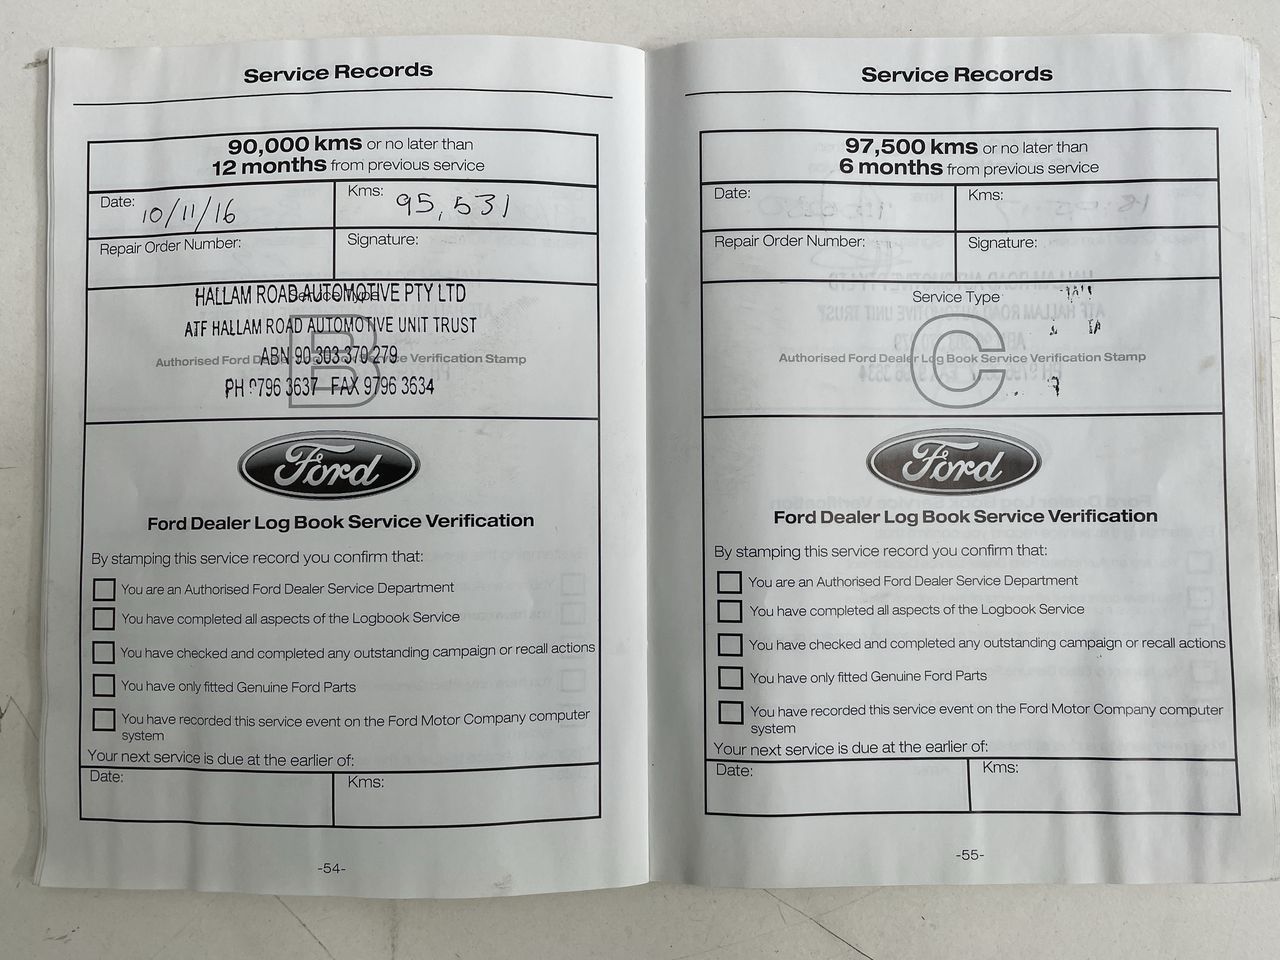 Service Records
90,000 kms or no later than
12 months from previous service
Date: 10/11/16
Kms: 95,531
Repair Order Number:
Signature:
Service Type
HALLAM ROAD AUTOMOTIVE PTY LTD
ATF HALLAM ROAD AUTOMOTIVE UNIT TRUST
B
ABN 90 303 370 279
Authorised Ford Dealer Log Book Service Verification Stamp
PH 9796 3637 FAX 9796 3634
Ford
Ford Dealer Log Book Service Verification
By stamping this service record you confirm that:
You are an Authorised Ford Dealer Service Department
You have completed all aspects of the Logbook Service
You have checked and completed any outstanding campaign or recall actions
You have only fitted Genuine Ford Parts
You have recorded this service event on the Ford Motor Company computer
system
Your next service is due at the earlier of:
Date:
Kms:
-54-
Service Records
97,500 kms or no later than
6 months from previous service
Date:
Kms:
Repair Order Number:
Signature:
Service Type
C
Authorised Ford Dealer Log Book Service Verification Stamp
Ford
Ford Dealer Log Book Service Verification
By stamping this service record you confirm that:
You are an Authorised Ford Dealer Service Department
You have completed all aspects of the Logbook Service
You have checked and completed any outstanding campaign or recall actions
You have only fitted Genuine Ford Parts
You have recorded this service event on the Ford Motor Company computer
system
Your next service is due at the earlier of:
Date:
Kms:
-55-